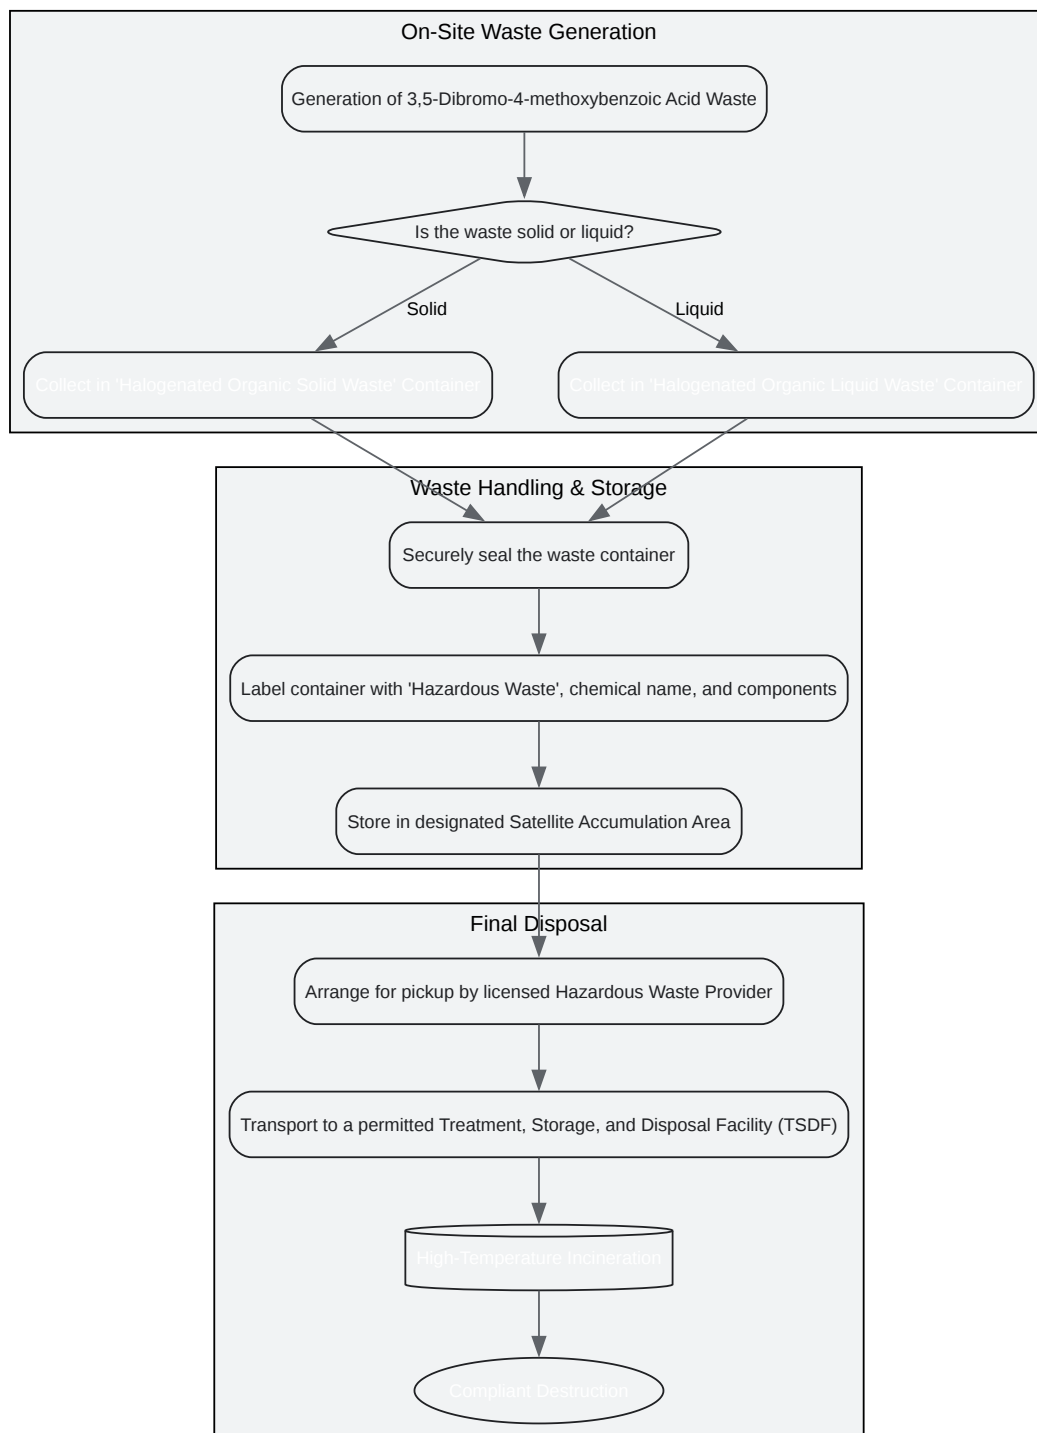 On-Site Waste Generation
Generation of 3,5-Dibromo-4-methoxybenzoic Acid Waste
Is the waste solid or liquid?
Solid
Liquid
Collect in 'Halogenated Organic Solid Waste' Container
Collect in 'Halogenated Organic Liquid Waste' Container
Waste Handling & Storage
Securely seal the waste container
Label container with 'Hazardous Waste', chemical name, and components
Store in designated Satellite Accumulation Area
Final Disposal
Arrange for pickup by licensed Hazardous Waste Provider
Transport to a permitted Treatment, Storage, and Disposal Facility (TSDF)
High-Temperature Incineration
Compliant Destruction